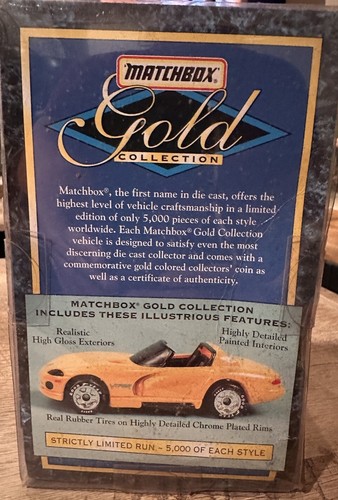 MATCHBOX®
Gold
COLLECTION
Matchbox®, the first name in die cast, offers the
highest level of vehicle craftsmanship in a limited
edition of only 5,000 pieces of each style
worldwide. Each Matchbox® Gold Collection
vehicle is designed to satisfy even the most
discerning die cast collector and comes with a
commemorative gold colored collectors' coin as
well as a certificate of authenticity.
MATCHBOX® GOLD COLLECTION
INCLUDES THESE ILLUSTRIOUS FEATURES:
Realistic
High Gloss Exteriors
Highly Detailed
Painted Interiors
Real Rubber Tires on Highly Detailed Chrome Plated Rims
STRICTLY LIMITED RUN ~ 5,000 OF EACH STYLE